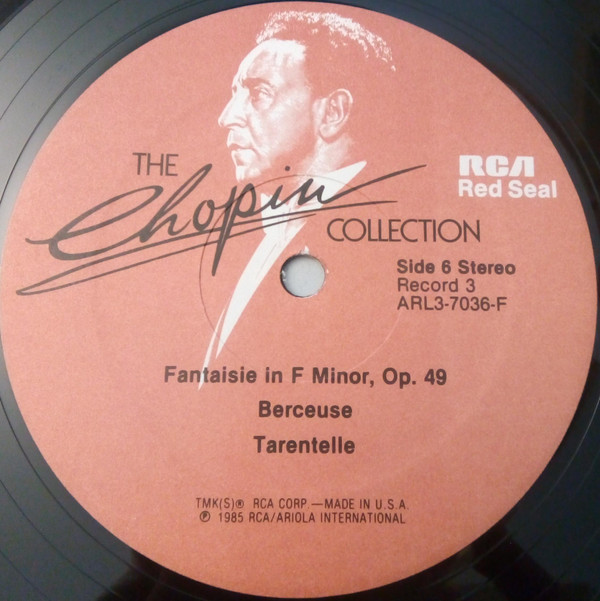 THE
Chopin
COLLECTION
RCA
Red Seal
Side 6 Stereo
Record 3
ARL3-7036-F
Fantaisie in F Minor, Op. 49
Berceuse
Tarentelle
TMK(S)® RCA CORP.—MADE IN U.S.A.
℗ 1985 RCA/ARIOLA INTERNATIONAL